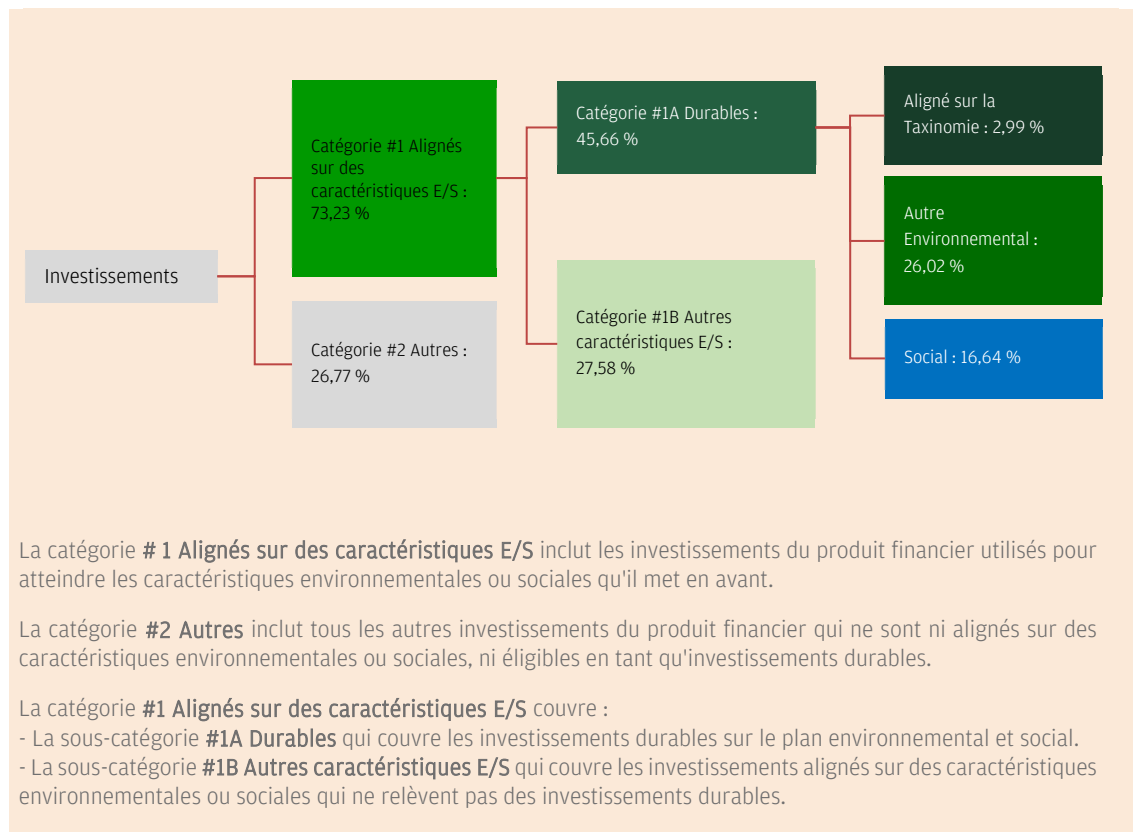 Investissements
Catégorie #1 Alignés
sur des
caractéristiques E/S :
73,23 %
Catégorie #2 Autres :
26,77 %
Catégorie #1A Durables :
45,66 %
Catégorie #1B Autres
caractéristiques E/S :
27,58 %
Aligné sur la
Taxinomie : 2,99 %
Autre
Environnemental :
26,02 %
Social : 16,64 %
La catégorie # 1 Alignés sur des caractéristiques E/S inclut les investissements du produit financier utilisés pour
atteindre les caractéristiques environnementales ou sociales qu'il met en avant.
La catégorie #2 Autres inclut tous les autres investissements du produit financier qui ne sont ni alignés sur des
caractéristiques environnementales ou sociales, ni éligibles en tant qu'investissements durables.
La catégorie #1 Alignés sur des caractéristiques E/S couvre :
- La sous-catégorie #1A Durables qui couvre les investissements durables sur le plan environnemental et social.
- La sous-catégorie #1B Autres caractéristiques E/S qui couvre les investissements alignés sur des caractéristiques
environnementales ou sociales qui ne relèvent pas des investissements durables.